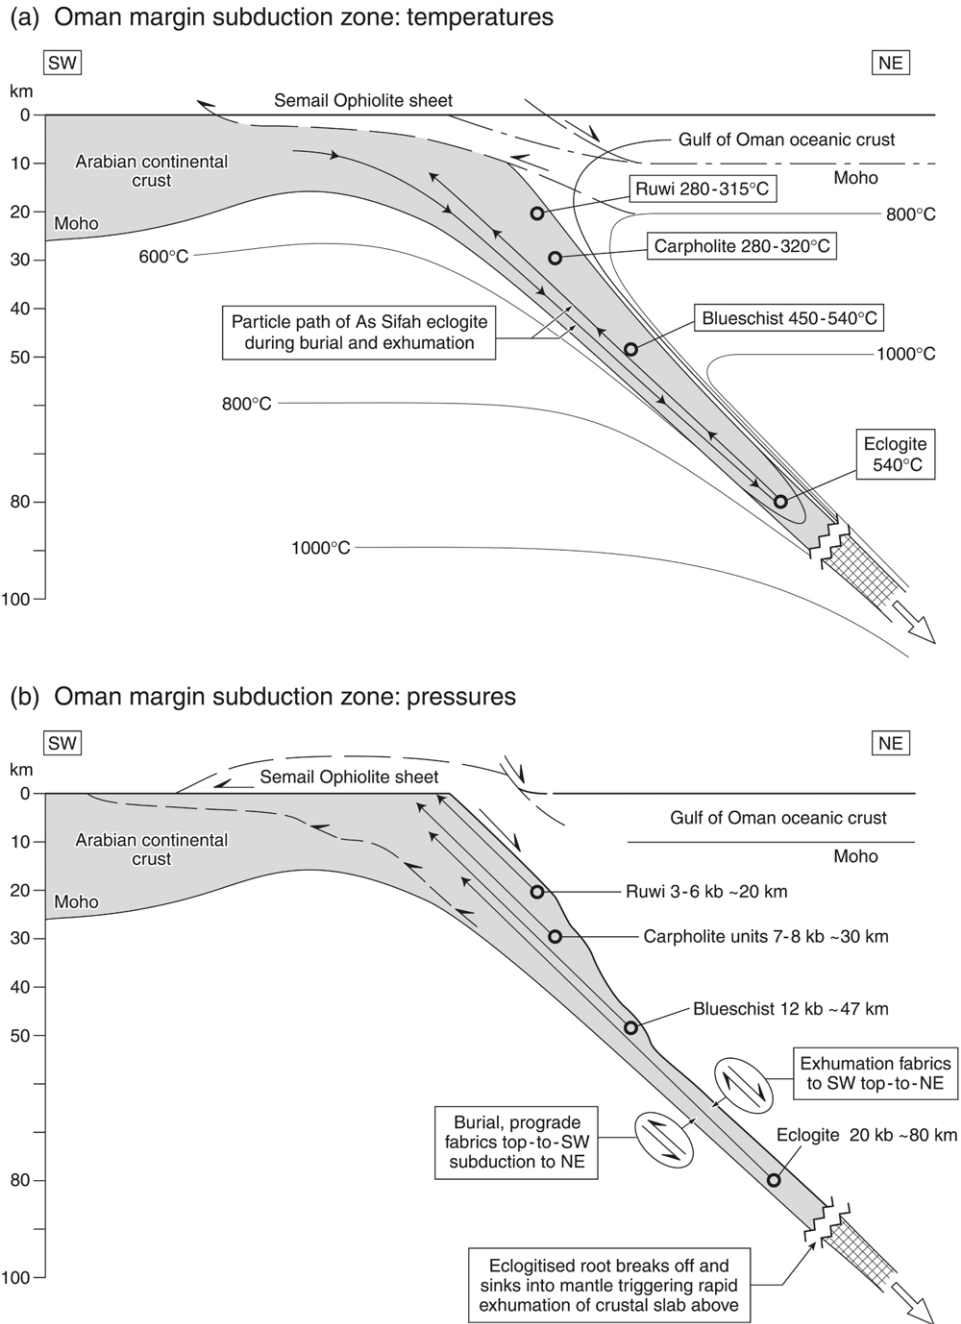 (a) Oman margin subduction zone: temperatures
SW
NE
km
0
10
20
30
40
50
80
100
Semail Ophiolite sheet
Gulf of Oman oceanic crust
Moho
Arabian continental
crust
Moho
Ruwi 280-315°C
800°C
Carpholite 280-320°C
600°C
Blueschist 450-540°C
Particle path of As Sifah eclogite
during burial and exhumation
1000°C
800°C
Eclogite
540°C
1000°C
(b) Oman margin subduction zone: pressures
SW
NE
km
0
10
20
30
40
50
80
100
Semail Ophiolite sheet
Gulf of Oman oceanic crust
Moho
Arabian continental
crust
Moho
Ruwi 3-6 kb ~20 km
Carpholite units 7-8 kb ~30 km
Blueschist 12 kb ~47 km
Exhumation fabrics
to SW top-to-NE
Burial, prograde
fabrics top-to-SW
subduction to NE
Eclogite 20 kb ~80 km
Eclogitised root breaks off and
sinks into mantle triggering rapid
exhumation of crustal slab above